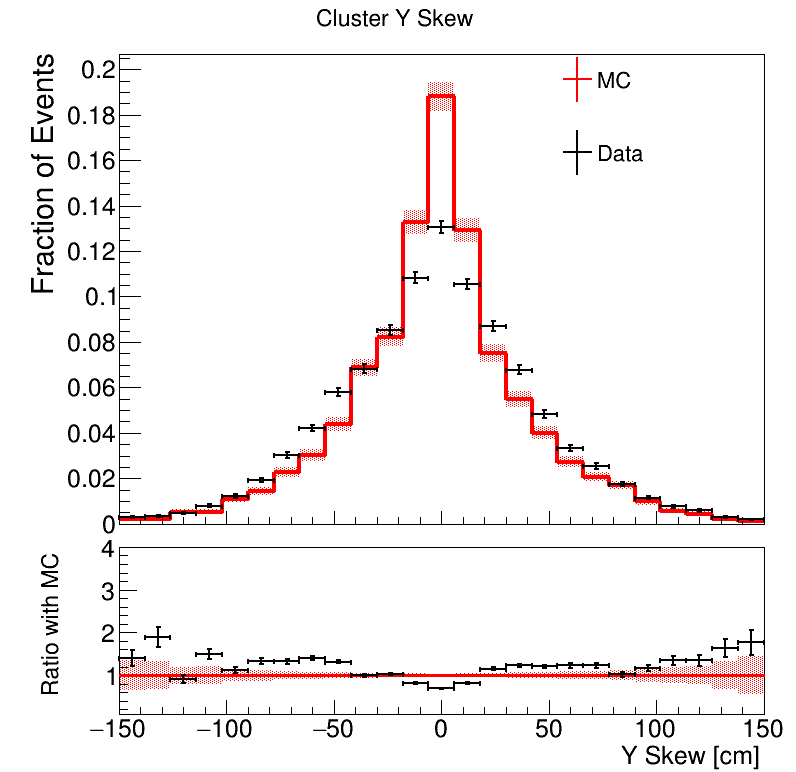 Cluster Y Skew
Fraction of Events
0.2
0.18
0.16
0.14
0.12
0.1
0.08
0.06
0.04
0.02
0
MC
Data
Ratio with MC
4
3
2
1
−150 −100 −50 0 50 100 150
Y Skew [cm]